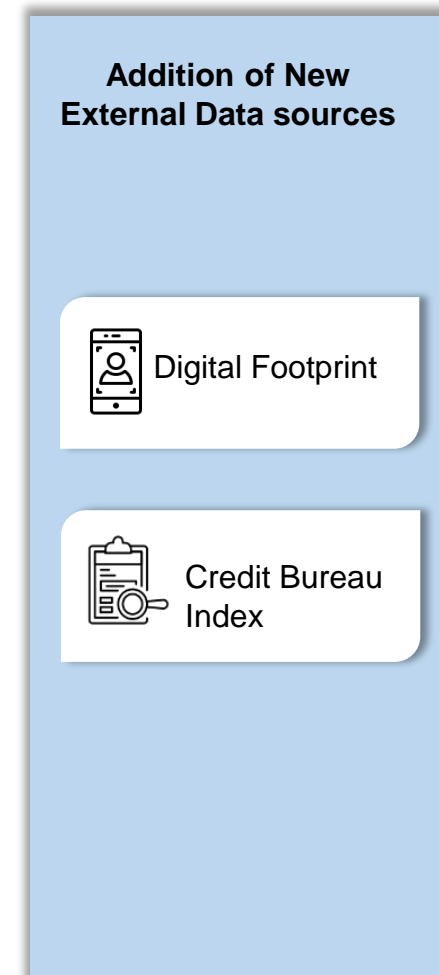 Addition of New
External Data sources
Digital Footprint
Credit Bureau
Index